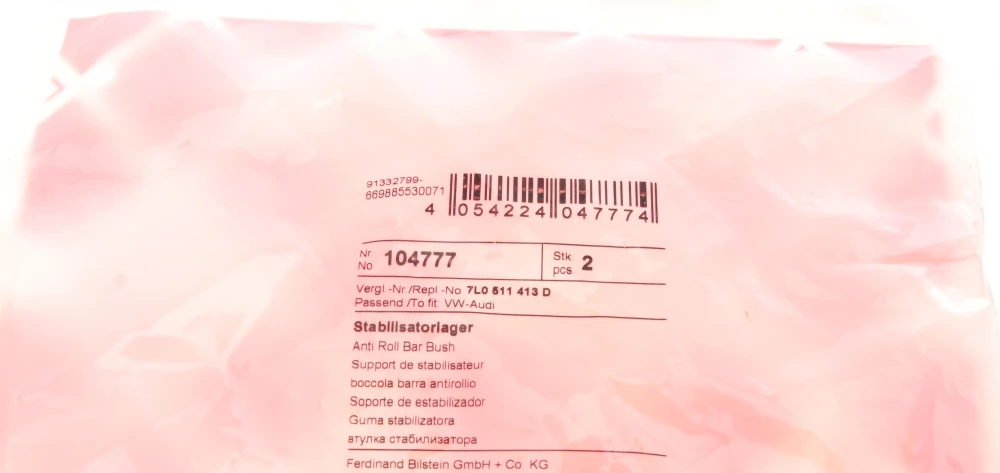 91332799-
669885530071
4 054224 047774
Nr No 104777 Stk pcs. 2
Vergl.-Nr./Repl.-No 7L0 511 413 D
Passend /To fit VW-Audi
Stabilisatorlager
Anti Roll Bar Bush
Support de stabilisateur
boccola barra antirollio
Soporte de estabilizador
Guma stabilizatora
втулка стабилизатора
Ferdinand Bilstein GmbH + Co KG